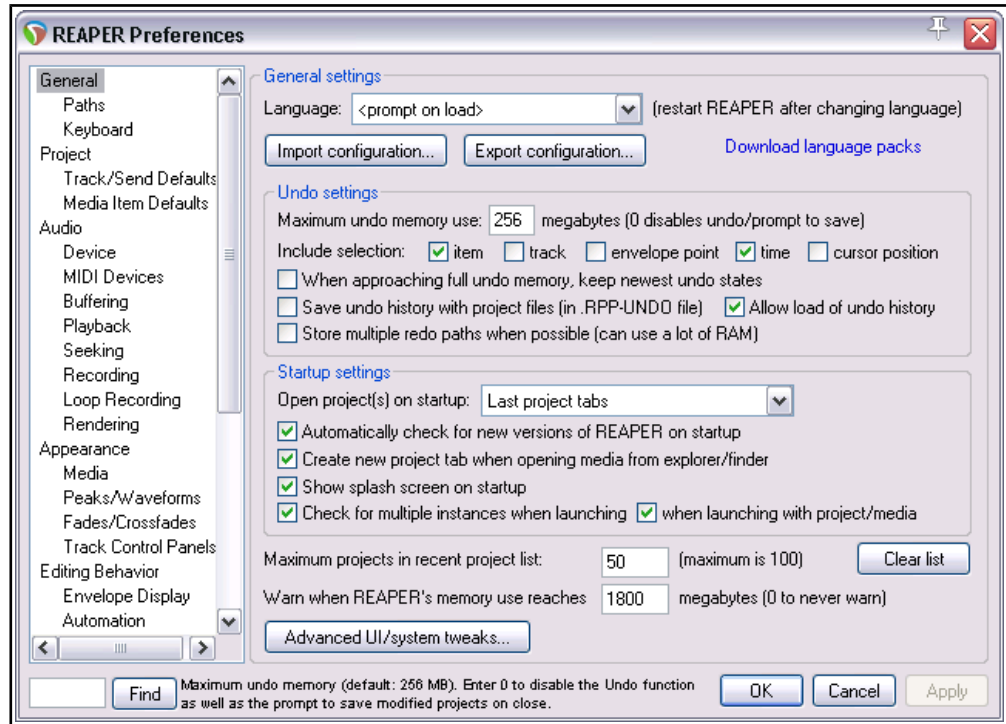 REAPER Preferences
General
Paths
Keyboard
Project
Track/Send Defaults
Media Item Defaults
Audio
Device
MIDI Devices
Buffering
Playback
Seeking
Recording
Loop Recording
Rendering
Appearance
Media
Peaks/Waveforms
Fades/Crossfades
Track Control Panels
Editing Behavior
Envelope Display
Automation
General settings
Language: <prompt on load> (restart REAPER after changing language)
Import configuration... Export configuration... Download language packs
Undo settings
Maximum undo memory use: 256 megabytes (0 disables undo/prompt to save)
Include selection: item track envelope point time cursor position
When approaching full undo memory, keep newest undo states
Save undo history with project files (in .RPP-UNDO file) Allow load of undo history
Store multiple redo paths when possible (can use a lot of RAM)
Startup settings
Open project(s) on startup: Last project tabs
Automatically check for new versions of REAPER on startup
Create new project tab when opening media from explorer/finder
Show splash screen on startup
Check for multiple instances when launching when launching with project/media
Maximum projects in recent project list: 50 (maximum is 100) Clear list
Warn when REAPER's memory use reaches 1800 megabytes (0 to never warn)
Advanced UI/system tweaks...
Find
Maximum undo memory (default: 256 MB). Enter 0 to disable the Undo function
as well as the prompt to save modified projects on close.
OK Cancel Apply